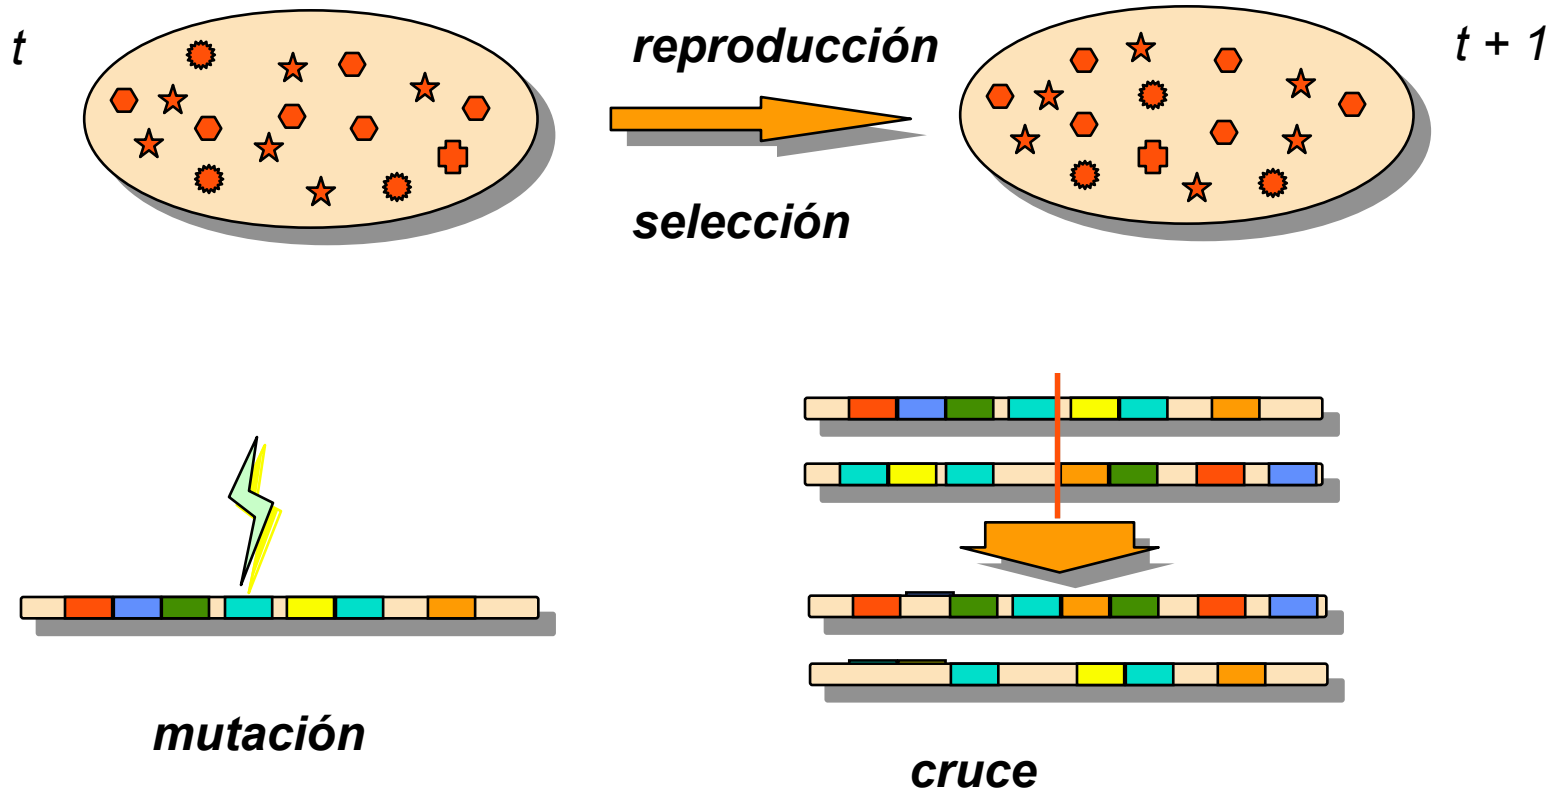 t
reproducción
t + 1
selección
mutación
cruce